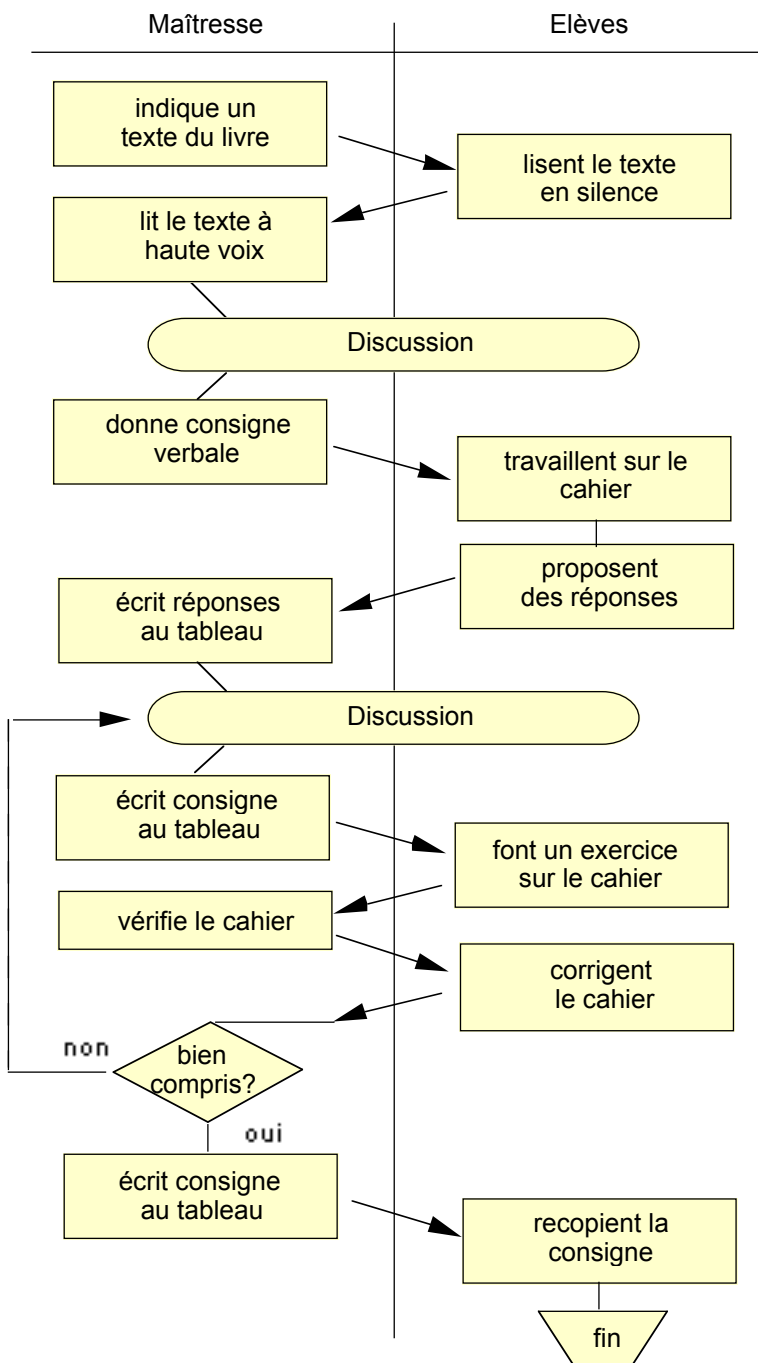 Maîtresse
Elèves
indique un
texte du livre
lisent le texte
en silence
lit le texte à
haute voix
Discussion
donne consigne
verbale
travaillent sur le
cahier
proposent
des réponses
écrit réponses
au tableau
Discussion
écrit consigne
au tableau
font un exercice
sur le cahier
vérifie le cahier
corrigent
le cahier
non
bien
compris?
oui
écrit consigne
au tableau
recopient la
consigne
fin